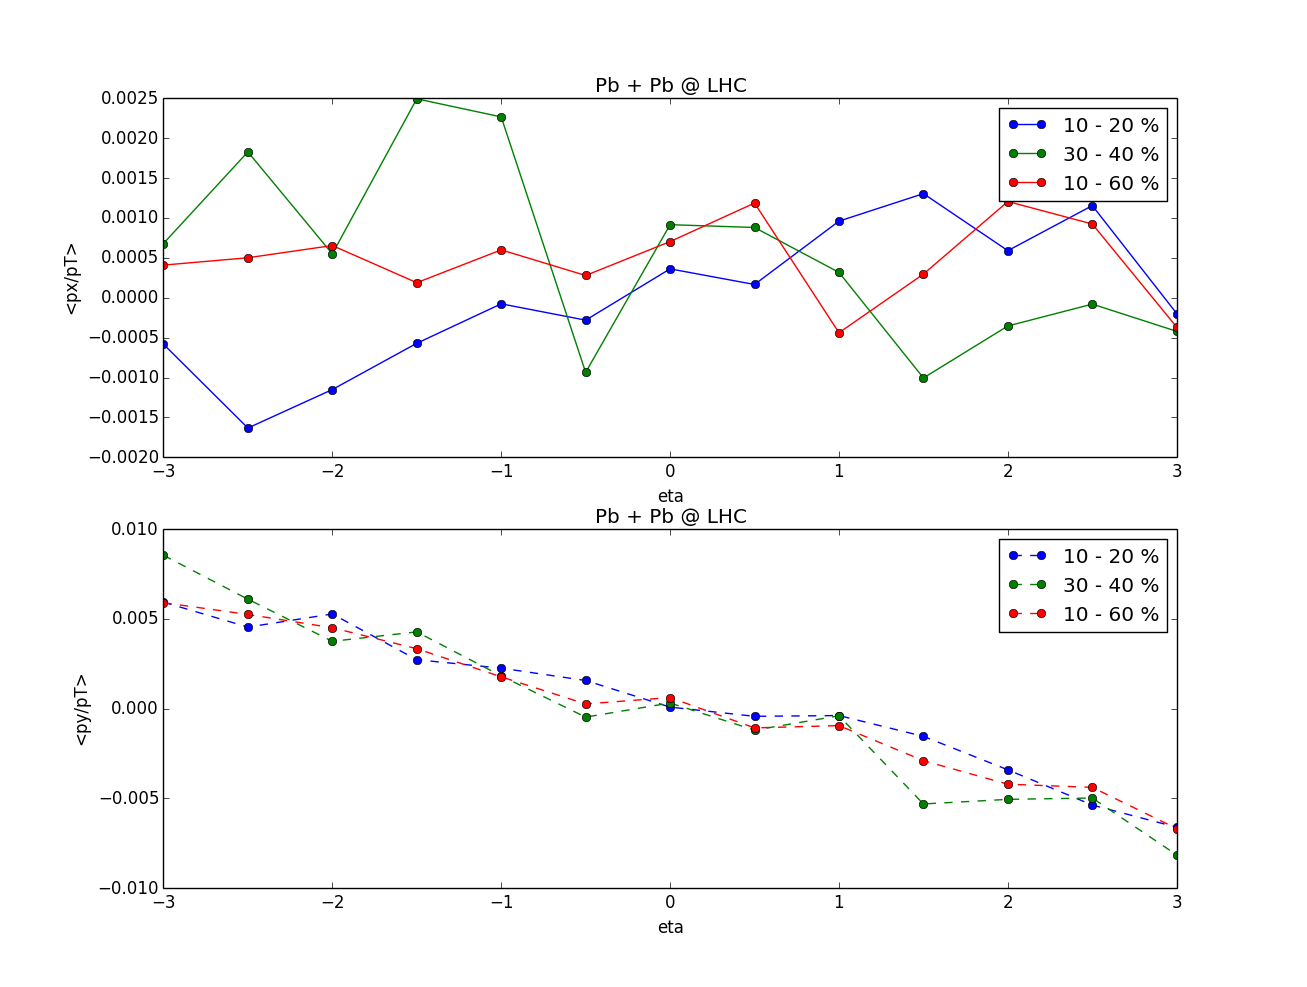 Pb + Pb @ LHC
0.0025
0.0020
0.0015
0.0010
0.0005
0.0000
−0.0005
−0.0010
−0.0015
−0.0020
<px/pT>
10 - 20 %
30 - 40 %
10 - 60 %
−3 −2 −1 0 1 2 3
eta
Pb + Pb @ LHC
0.010
0.005
0.000
−0.005
−0.010
<py/pT>
10 - 20 %
30 - 40 %
10 - 60 %
−3 −2 −1 0 1 2 3
eta